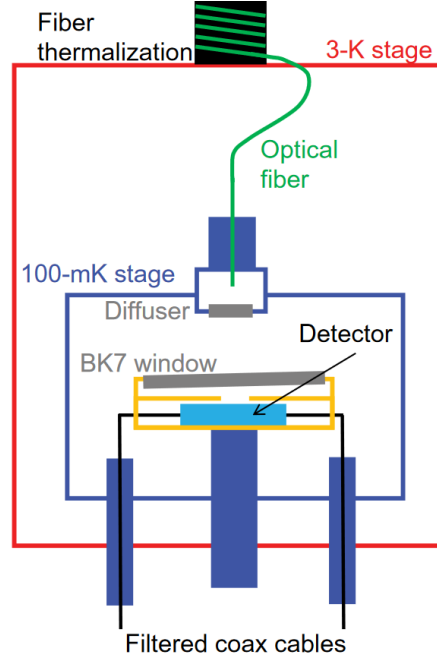 Fiber
thermalization
3-K stage
Optical
fiber
100-mK stage
Diffuser
Detector
BK7 window
Filtered coax cables